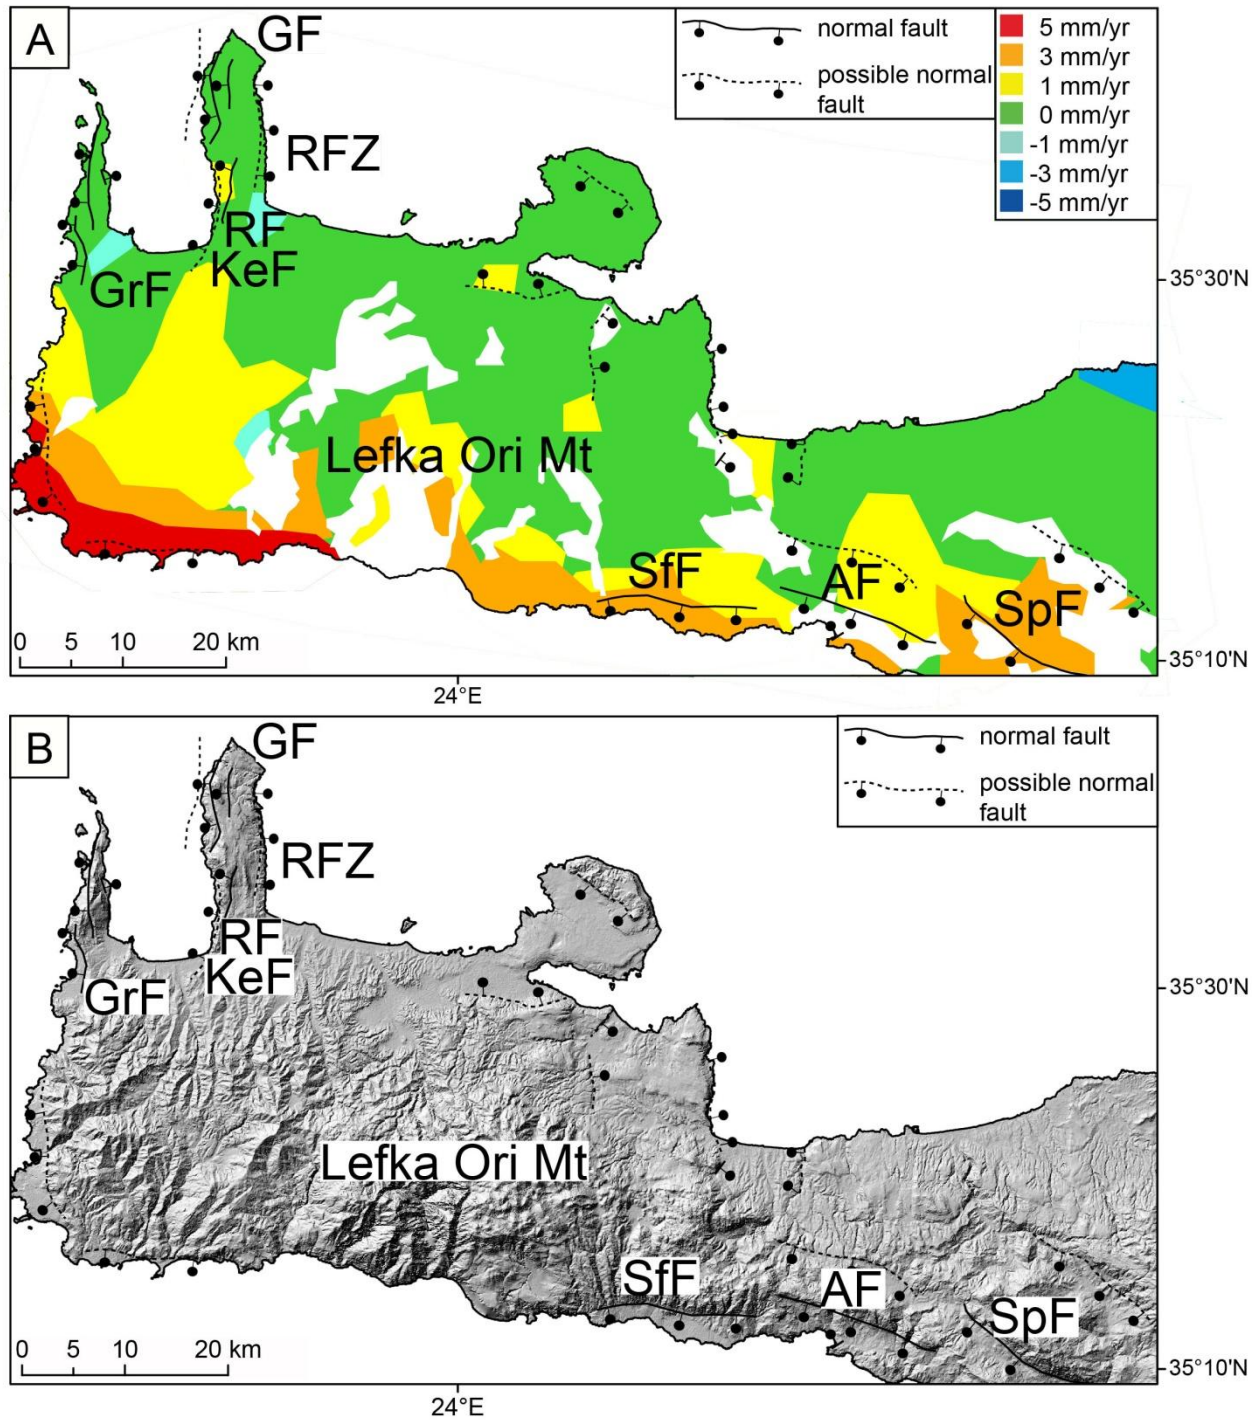 A
GF
RFZ
RF
KeF
GrF
Lefka Ori Mt
SfF
AF
SpF
normal fault
possible normal
fault
5 mm/yr
3 mm/yr
1 mm/yr
0 mm/yr
-1 mm/yr
-3 mm/yr
-5 mm/yr
35°30'N
35°10'N
0 5 10 20 km
24°E
B
GF
RFZ
RF
KeF
GrF
Lefka Ori Mt
SfF
AF
SpF
normal fault
possible normal
fault
35°30'N
35°10'N
0 5 10 20 km
24°E